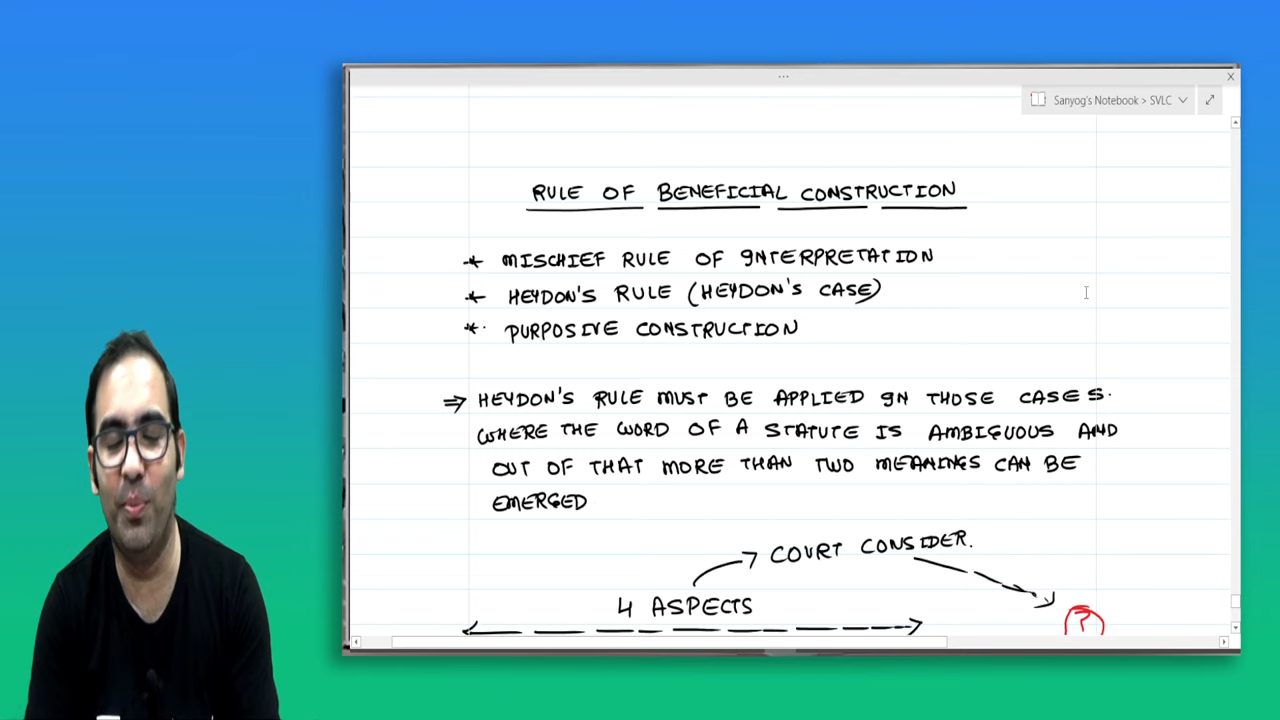 Sanyog's Notebook > SVLC
RULE OF BENEFICIAL CONSTRUCTION
* MISCHIEF RULE OF INTERPRETATION
* HEYDON'S RULE (HEYDON'S CASE)
* PURPOSIVE CONSTRUCTION
⇒ HEYDON'S RULE MUST BE APPLIED IN THOSE CASES.
WHERE THE WORD OF A STATUTE IS AMBIGUOUS AND
OUT OF THAT MORE THAN TWO MEANINGS CAN BE
EMERGED
COURT CONSIDER.
4 ASPECTS
?